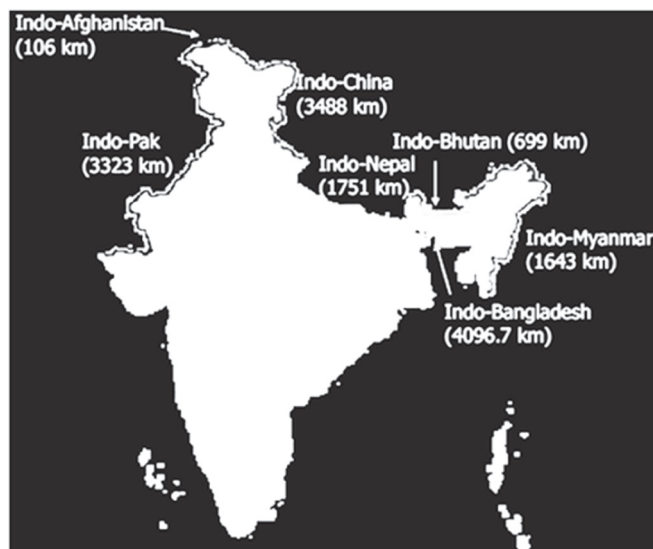 Indo-Afghanistan
(106 km)
Indo-China
(3488 km)
Indo-Pak
(3323 km)
Indo-Bhutan (699 km)
Indo-Nepal
(1751 km)
Indo-Myanmar
(1643 km)
Indo-Bangladesh
(4096.7 km)